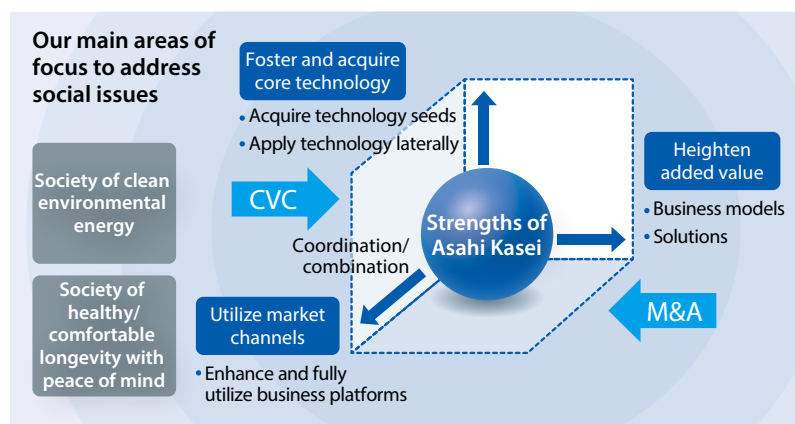 Our main areas of
focus to address
social issues
Society of clean
environmental
energy
Society of
healthy/
comfortable
longevity with
peace of mind
Foster and acquire
core technology
• Acquire technology seeds
• Apply technology laterally
CVC
Coordination/
combination
Strengths of
Asahi Kasei
Heighten
added value
• Business models
• Solutions
M&A
Utilize market
channels
• Enhance and fully
utilize business platforms